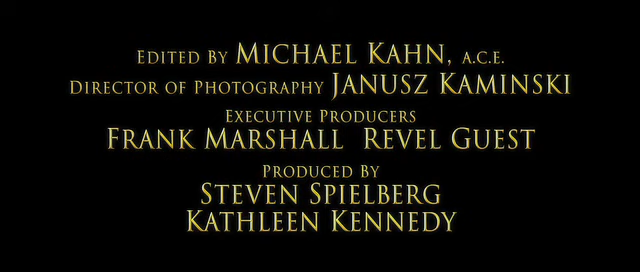 EDITED BY MICHAEL KAHN, A.C.E.
DIRECTOR OF PHOTOGRAPHY JANUSZ KAMINSKI
EXECUTIVE PRODUCERS
FRANK MARSHALL REVEL GUEST
PRODUCED BY
STEVEN SPIELBERG
KATHLEEN KENNEDY